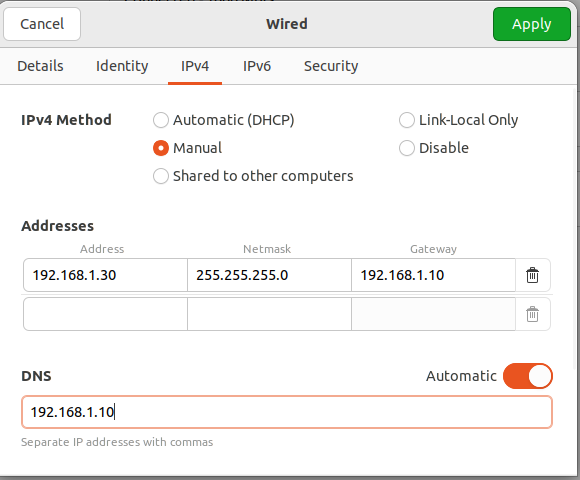 Cancel Wired Apply
Details Identity IPv4 IPv6 Security
IPv4 Method Automatic (DHCP) Link-Local Only
Manual Disable
Shared to other computers
Addresses
Address Netmask Gateway
192.168.1.30 255.255.255.0 192.168.1.10
DNS Automatic
192.168.1.10
Separate IP addresses with commas